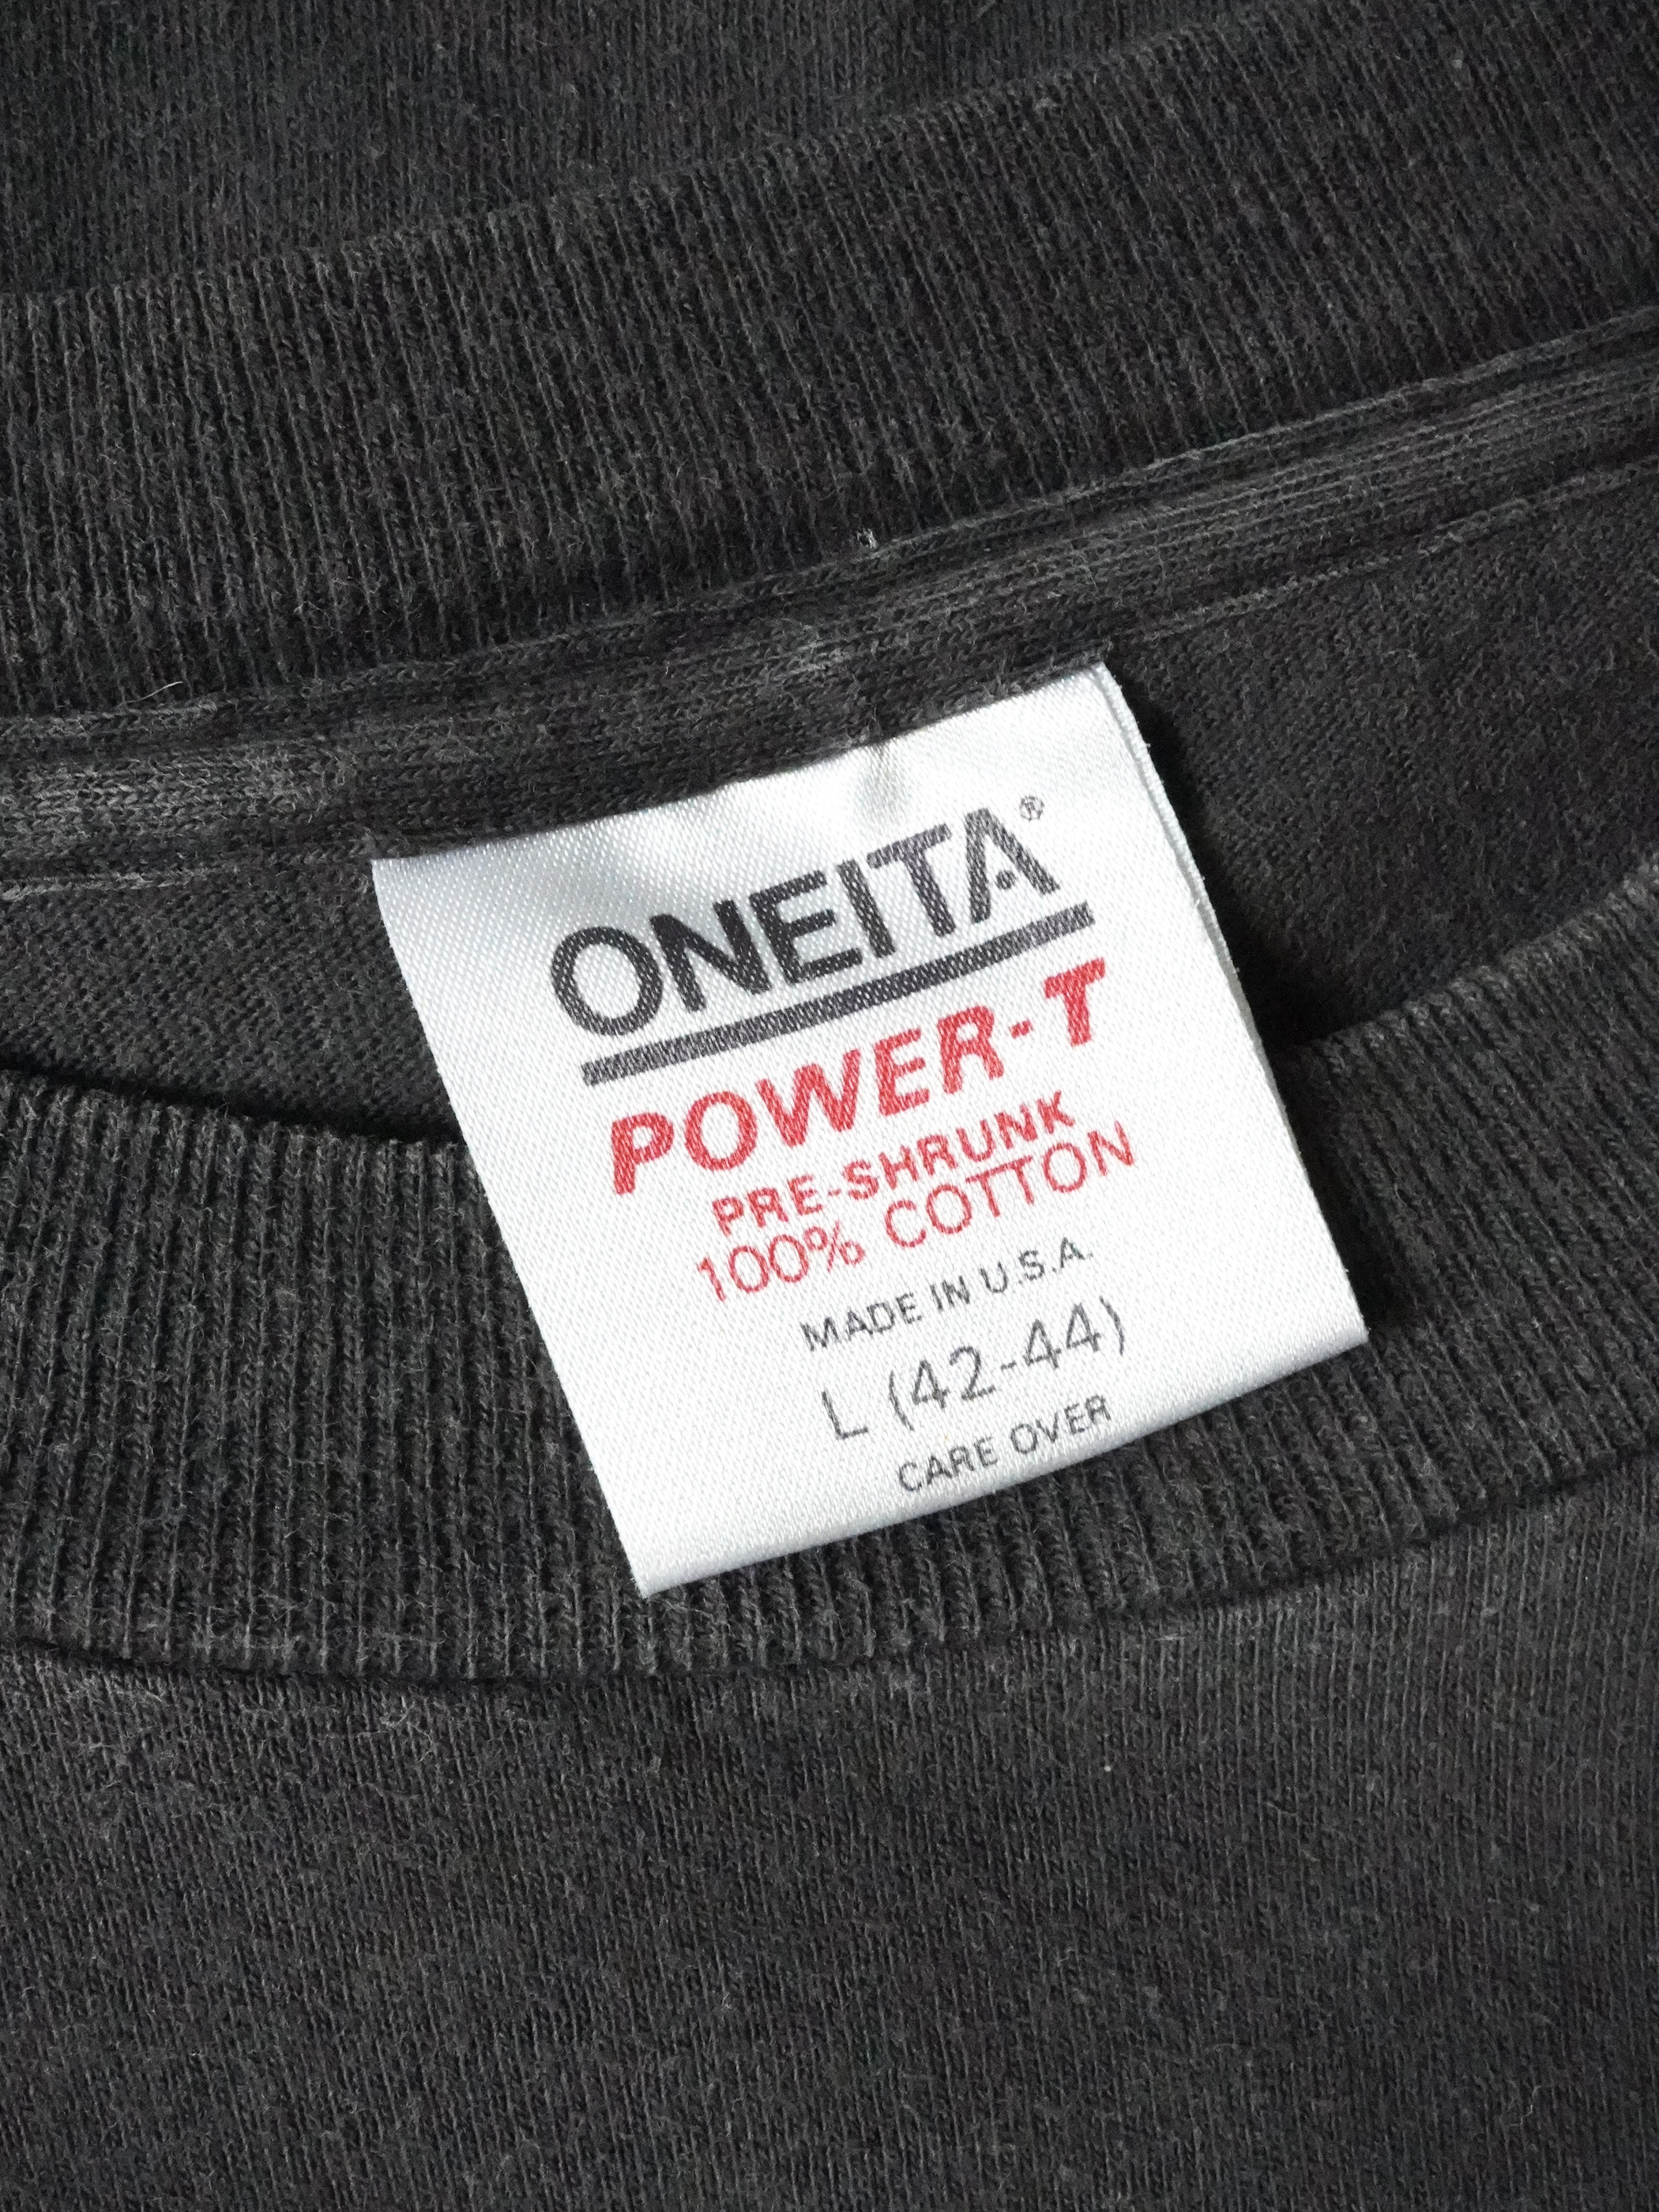 ONEITA®
POWER-T
PRE-SHRUNK
100% COTTON
MADE IN U.S.A.
L (42-44)
CARE OVER